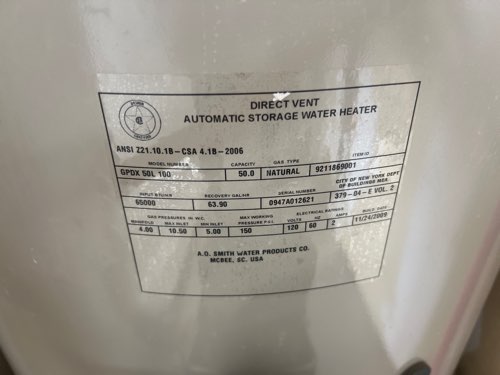 DIRECT VENT
AUTOMATIC STORAGE WATER HEATER
ANSI Z21.10.1B-CSA 4.1B-2006
MODEL NUMBER CAPACITY GAS TYPE ITEM ID
GPDX 50L 100 50.0 NATURAL 9211869001
INPUT BTU/HR RECOVERY GAL/HR SERIAL NUMBER CITY OF NEW YORK DEPT
OF BUILDINGS MEA.
65000 63.90 0947A012621 379-04-E VOL. 2
GAS PRESSURES IN. W.C. MAX WORKING ELECTRICAL RATINGS BUILD DATE
MANIFOLD MAX INLET MIN INLET PRESSURE P.S.I. VOLTS HZ AMPS
4.00 10.50 5.00 150 120 60 2 11/24/2009
A.O. SMITH WATER PRODUCTS CO.
MCBEE, SC. USA